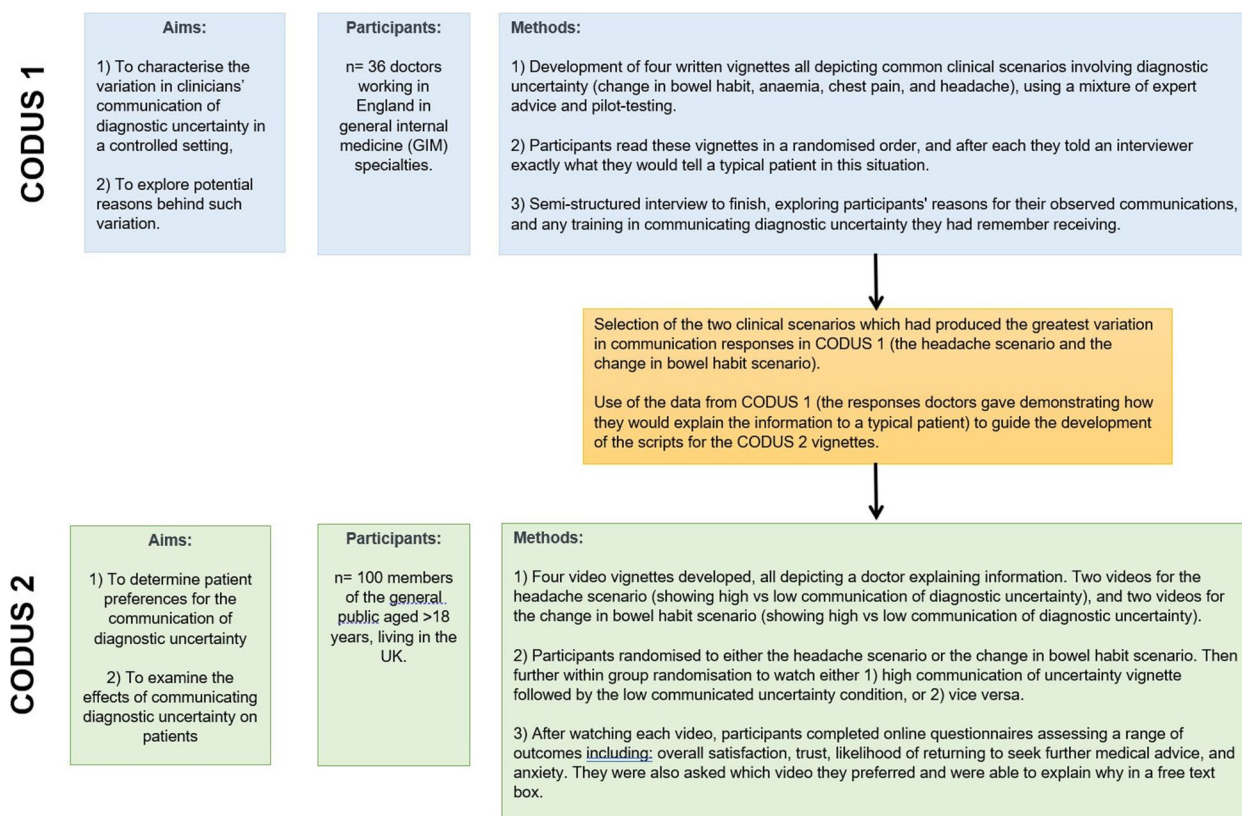 CODUS 1
Aims:
1) To characterise the
variation in clinicians'
communication of
diagnostic uncertainty in
a controlled setting,
2) To explore potential
reasons behind such
variation.
Participants:
n= 36 doctors
working in
England in
general internal
medicine (GIM)
specialties.
Methods:
1) Development of four written vignettes all depicting common clinical scenarios involving diagnostic
uncertainty (change in bowel habit, anaemia, chest pain, and headache), using a mixture of expert
advice and pilot-testing.
2) Participants read these vignettes in a randomised order, and after each they told an interviewer
exactly what they would tell a typical patient in this situation.
3) Semi-structured interview to finish, exploring participants' reasons for their observed communications,
and any training in communicating diagnostic uncertainty they had remember receiving.
Selection of the two clinical scenarios which had produced the greatest variation
in communication responses in CODUS 1 (the headache scenario and the
change in bowel habit scenario).
Use of the data from CODUS 1 (the responses doctors gave demonstrating how
they would explain the information to a typical patient) to guide the development
of the scripts for the CODUS 2 vignettes.
CODUS 2
Aims:
1) To determine patient
preferences for the
communication of
diagnostic uncertainty
2) To examine the
effects of communicating
diagnostic uncertainty on
patients
Participants:
n= 100 members
of the general
public aged >18
years, living in the
UK.
Methods:
1) Four video vignettes developed, all depicting a doctor explaining information. Two videos for the
headache scenario (showing high vs low communication of diagnostic uncertainty), and two videos for
the change in bowel habit scenario (showing high vs low communication of diagnostic uncertainty).
2) Participants randomised to either the headache scenario or the change in bowel habit scenario. Then
further within group randomisation to watch either 1) high communication of uncertainty vignette
followed by the low communicated uncertainty condition, or 2) vice versa.
3) After watching each video, participants completed online questionnaires assessing a range of
outcomes including: overall satisfaction, trust, likelihood of returning to seek further medical advice, and
anxiety. They were also asked which video they preferred and were able to explain why in a free text
box.